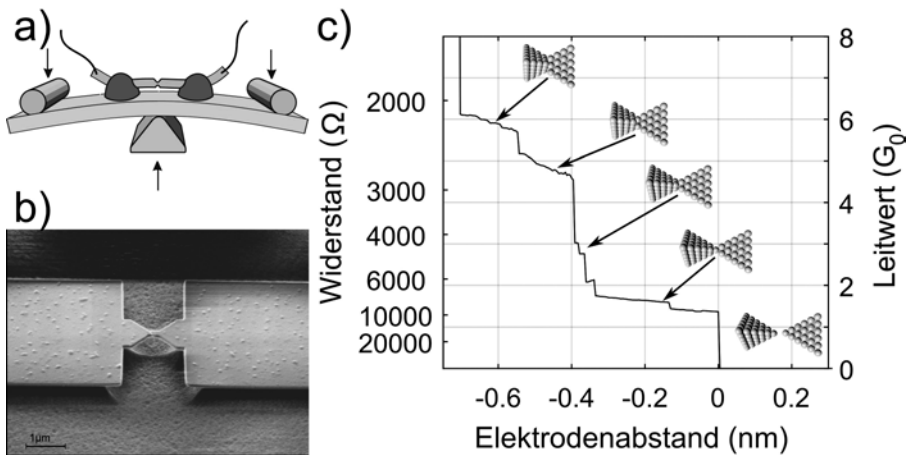 a)
b)
1µm
c)
Widerstand (Ω)
2000
3000
4000
6000
10000
20000
8
6
4
2
0
Leitwert (G₀)
-0.6 -0.4 -0.2 0 0.2
Elektrodenabstand (nm)